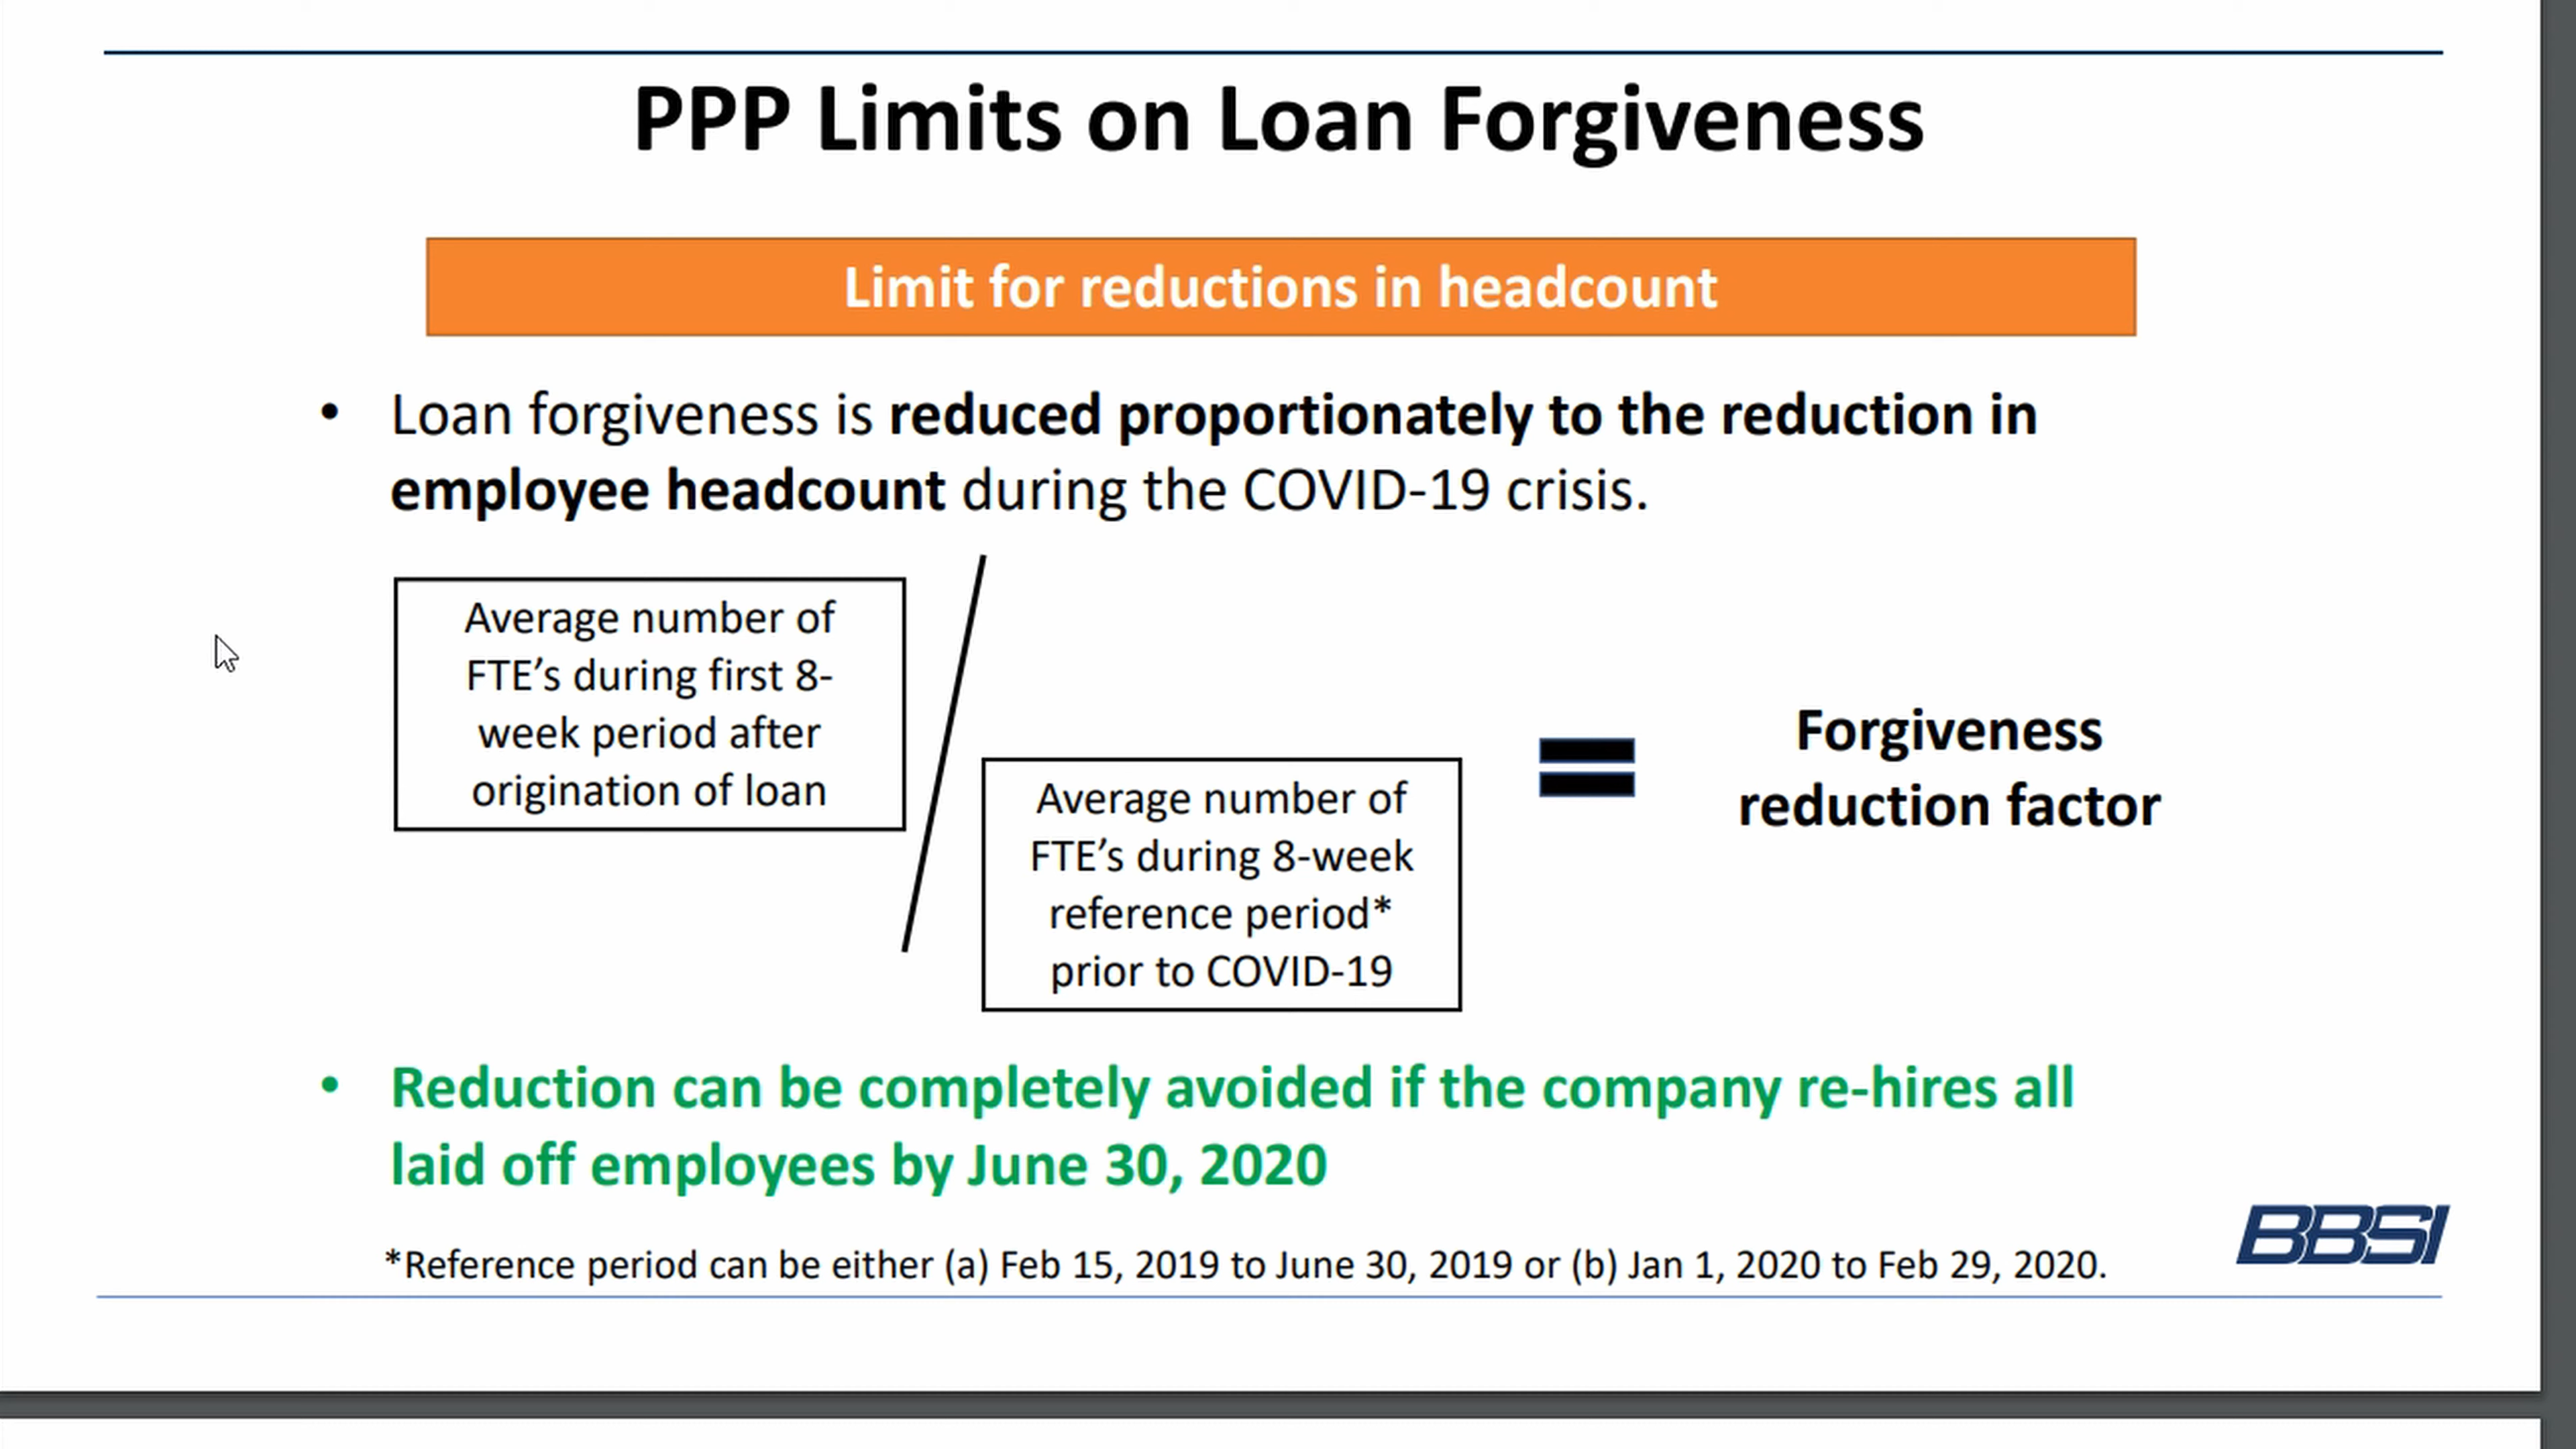 PPP Limits on Loan Forgiveness
Limit for reductions in headcount
• Loan forgiveness is reduced proportionately to the reduction in
employee headcount during the COVID-19 crisis.
Average number of
FTE’s during first 8-
week period after
origination of loan
Average number of
FTE’s during 8-week
reference period*
prior to COVID-19
=
Forgiveness
reduction factor
• Reduction can be completely avoided if the company re-hires all
laid off employees by June 30, 2020
*Reference period can be either (a) Feb 15, 2019 to June 30, 2019 or (b) Jan 1, 2020 to Feb 29, 2020.
BBSI